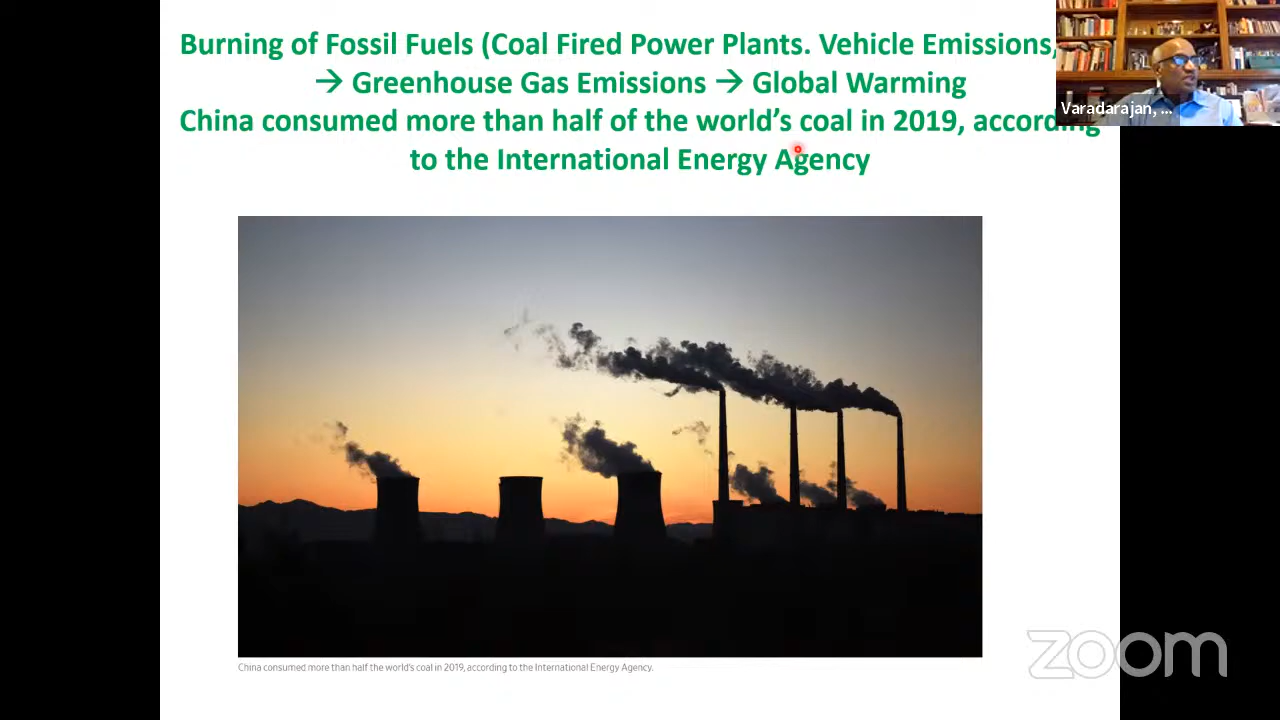 Burning of Fossil Fuels (Coal Fired Power Plants. Vehicle Emissions,
→ Greenhouse Gas Emissions → Global Warming
China consumed more than half of the world's coal in 2019, according
to the International Energy Agency
Varadarajan, ...
China consumed more than half the world's coal in 2019, according to the International Energy Agency.
zoom